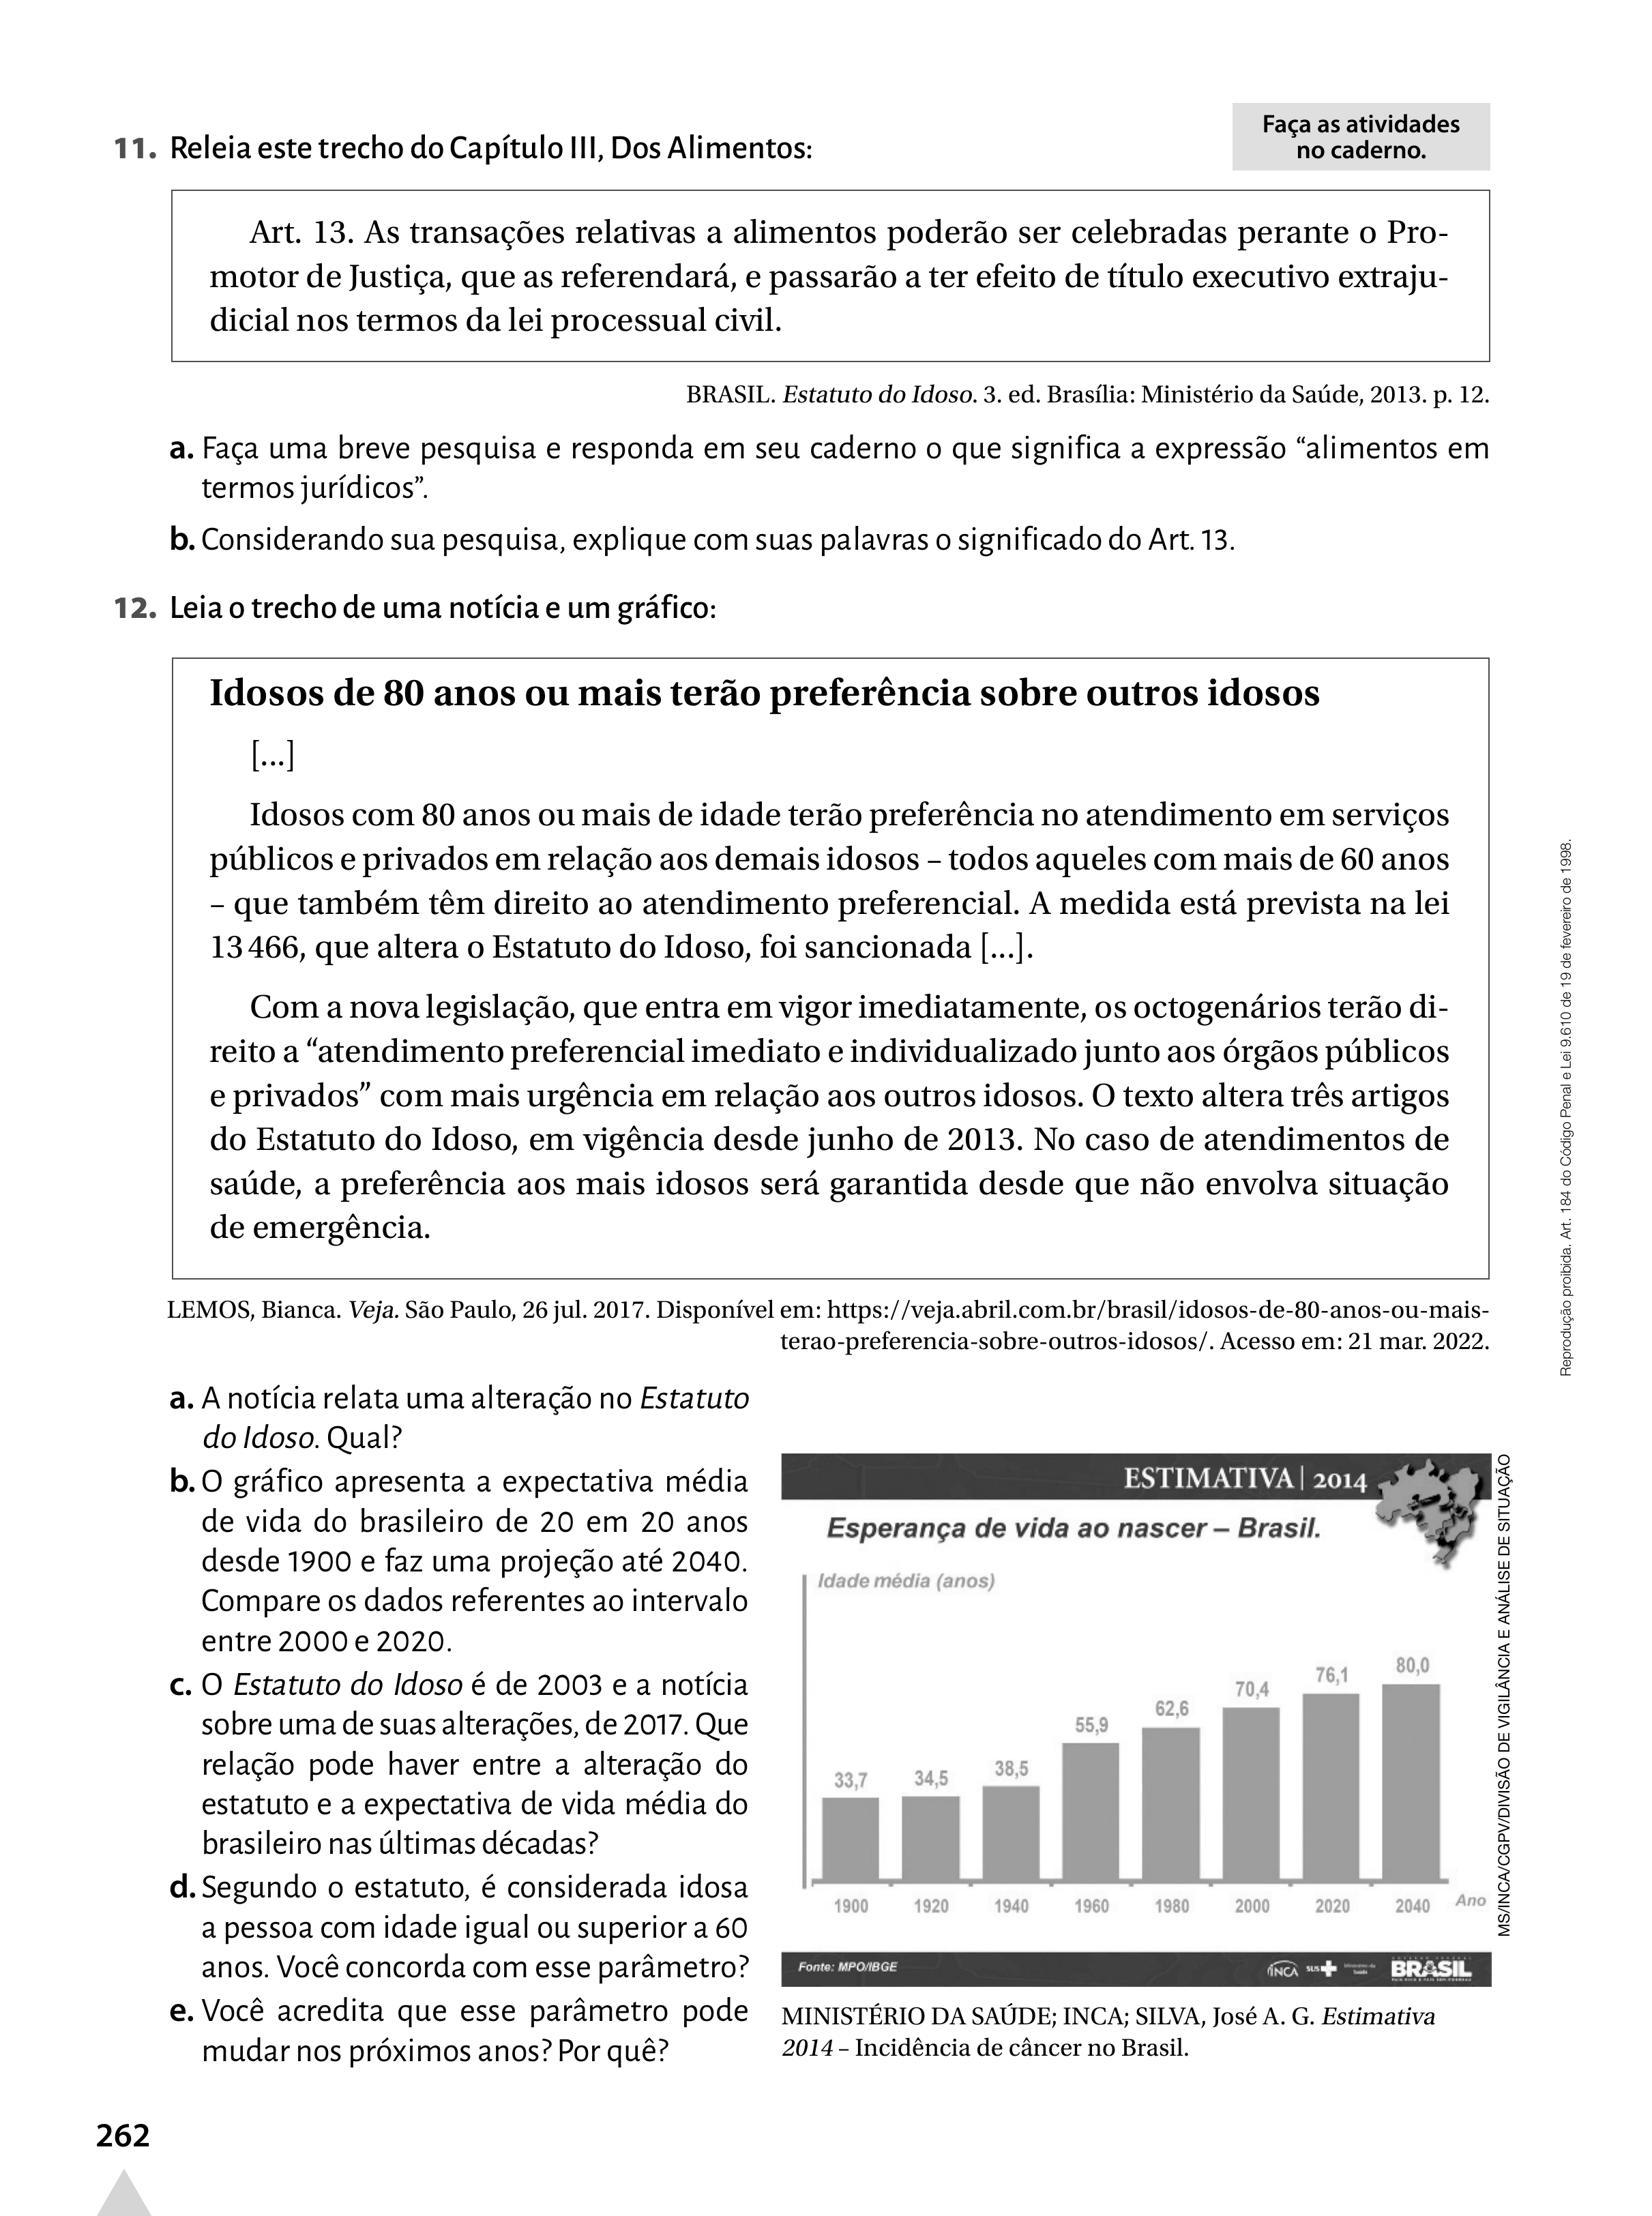 Faça as atividades
no caderno.
11. Releia este trecho do Capítulo III, Dos Alimentos:
Art. 13. As transações relativas a alimentos poderão ser celebradas perante o Pro-
motor de Justiça, que as referendará, e passarão a ter efeito de título executivo extraju-
dicial nos termos da lei processual civil.
BRASIL. Estatuto do Idoso. 3. ed. Brasília: Ministério da Saúde, 2013. p. 12.
a. Faça uma breve pesquisa e responda em seu caderno o que significa a expressão “alimentos em
termos jurídicos”.
b. Considerando sua pesquisa, explique com suas palavras o significado do Art. 13.
12. Leia o trecho de uma notícia e um gráfico:
Idosos de 80 anos ou mais terão preferência sobre outros idosos
[...]
Idosos com 80 anos ou mais de idade terão preferência no atendimento em serviços
públicos e privados em relação aos demais idosos – todos aqueles com mais de 60 anos
– que também têm direito ao atendimento preferencial. A medida está prevista na lei
13 466, que altera o Estatuto do Idoso, foi sancionada [...].
Com a nova legislação, que entra em vigor imediatamente, os octogenários terão di-
reito a “atendimento preferencial imediato e individualizado junto aos órgãos públicos
e privados” com mais urgência em relação aos outros idosos. O texto altera três artigos
do Estatuto do Idoso, em vigência desde junho de 2013. No caso de atendimentos de
saúde, a preferência aos mais idosos será garantida desde que não envolva situação
de emergência.
LEMOS, Bianca. Veja. São Paulo, 26 jul. 2017. Disponível em: https://veja.abril.com.br/brasil/idosos-de-80-anos-ou-mais-
terao-preferencia-sobre-outros-idosos/. Acesso em: 21 mar. 2022.
a. A notícia relata uma alteração no Estatuto
do Idoso. Qual?
b. O gráfico apresenta a expectativa média
de vida do brasileiro de 20 em 20 anos
desde 1900 e faz uma projeção até 2040.
Compare os dados referentes ao intervalo
entre 2000 e 2020.
c. O Estatuto do Idoso é de 2003 e a notícia
sobre uma de suas alterações, de 2017. Que
relação pode haver entre a alteração do
estatuto e a expectativa de vida média do
brasileiro nas últimas décadas?
d. Segundo o estatuto, é considerada idosa
a pessoa com idade igual ou superior a 60
anos. Você concorda com esse parâmetro?
e. Você acredita que esse parâmetro pode
mudar nos próximos anos? Por quê?
ESTIMATIVA | 2014
Esperança de vida ao nascer – Brasil.
Idade média (anos)
33,7 34,5 38,5 55,9 62,6 70,4 76,1 80,0
1900 1920 1940 1960 1980 2000 2020 2040 Ano
Fonte: MPO/IBGE
INCA SUS BRASIL
MS/INCA/CGPV/DIVISÃO DE VIGILÂNCIA E ANÁLISE DE SITUAÇÃO
MINISTÉRIO DA SAÚDE; INCA; SILVA, José A. G. Estimativa
2014 – Incidência de câncer no Brasil.
Reprodução proibida. Art. 184 do Código Penal e Lei 9.610 de 19 de fevereiro de 1998.
262